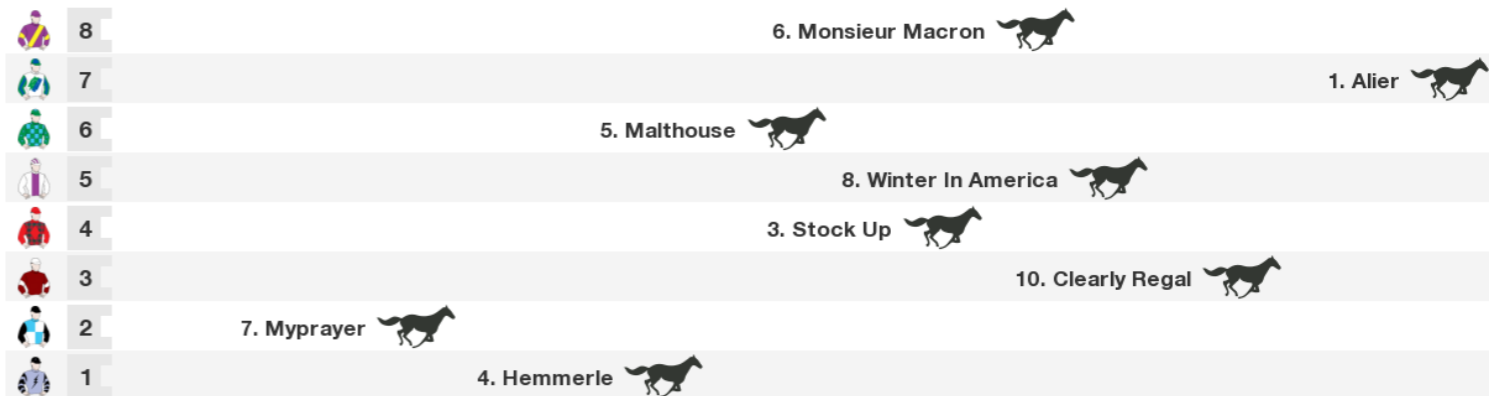 8 6. Monsieur Macron
7 1. Alier
6 5. Malthouse
5 8. Winter In America
4 3. Stock Up
3 10. Clearly Regal
2 7. Myprayer
1 4. Hemmerle